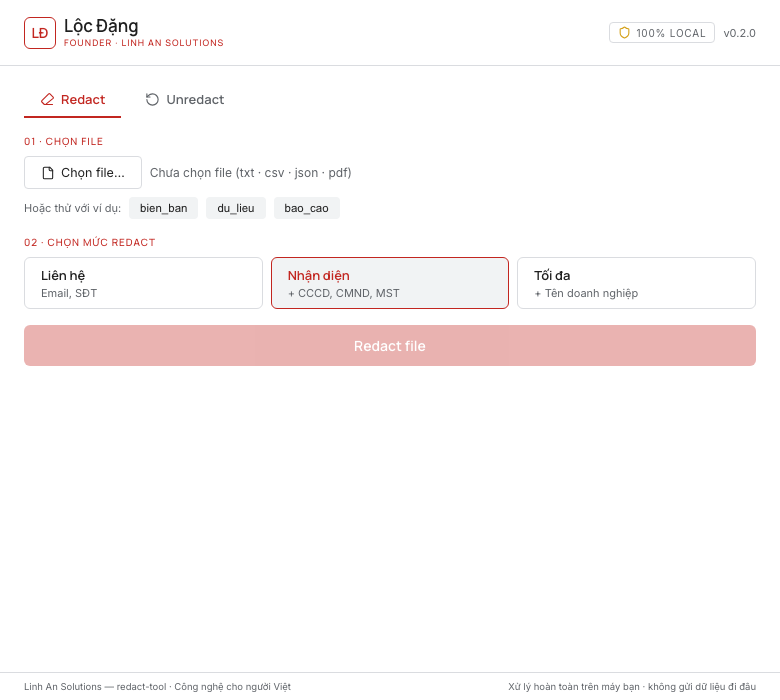 LĐ
Lộc Đặng
FOUNDER · LINH AN SOLUTIONS
100% LOCAL
v0.2.0
Redact
Unredact
01 · CHỌN FILE
Chọn file...
Chưa chọn file (txt · csv · json · pdf)
Hoặc thử với ví dụ:
bien_ban
du_lieu
bao_cao
02 · CHỌN MỨC REDACT
Liên hệ
Email, SĐT
Nhận diện
+ CCCD, CMND, MST
Tối đa
+ Tên doanh nghiệp
Redact file
Linh An Solutions — redact-tool · Công nghệ cho người Việt
Xử lý hoàn toàn trên máy bạn · không gửi dữ liệu đi đâu